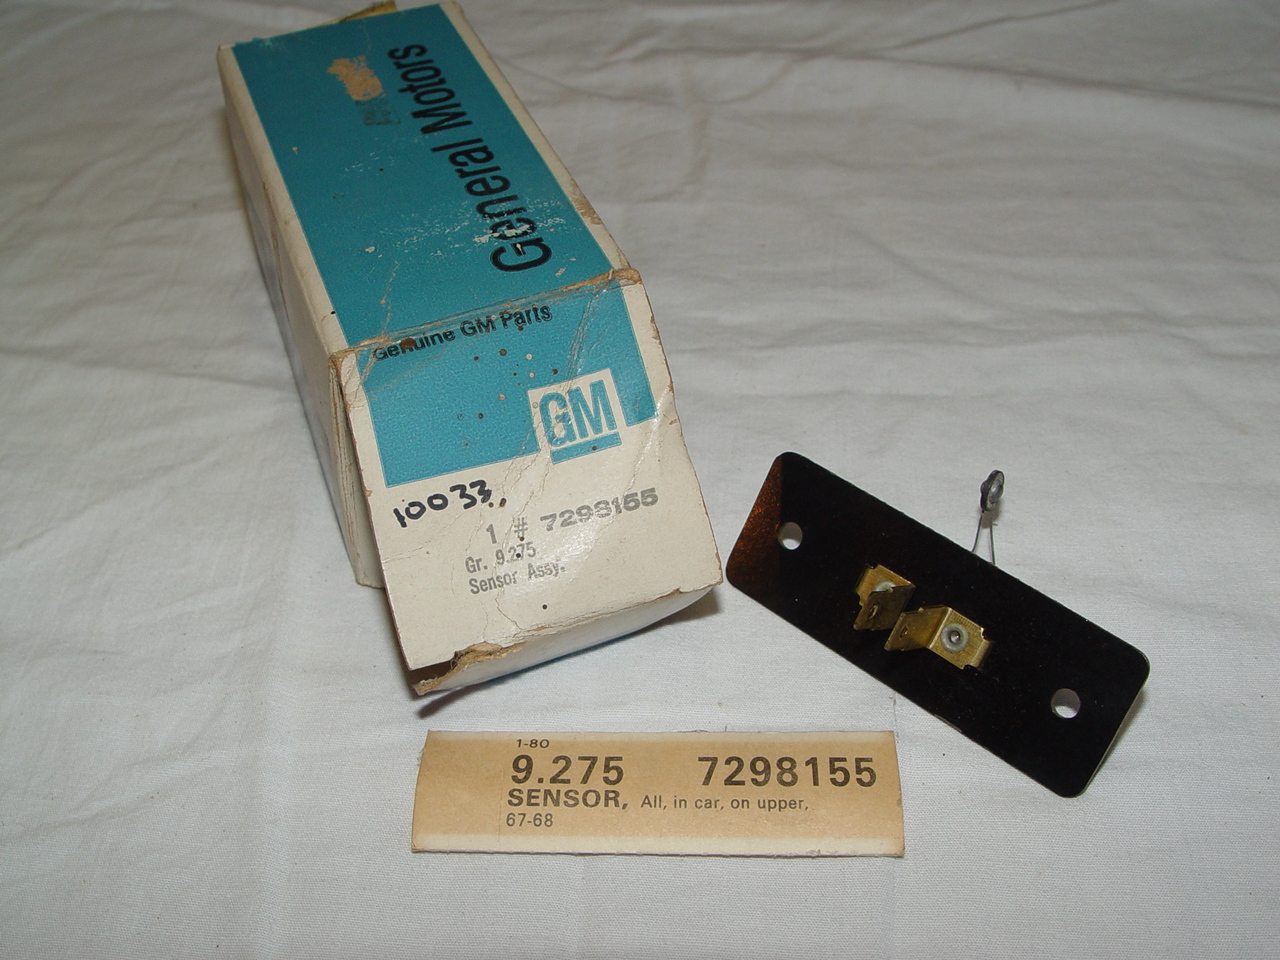 General Motors
Genuine GM Parts
GM
10033
1 # 7298155
Gr. 9.275
Sensor Assy.
1-80
9.275 7298155
SENSOR, All, in car, on upper,
67-68